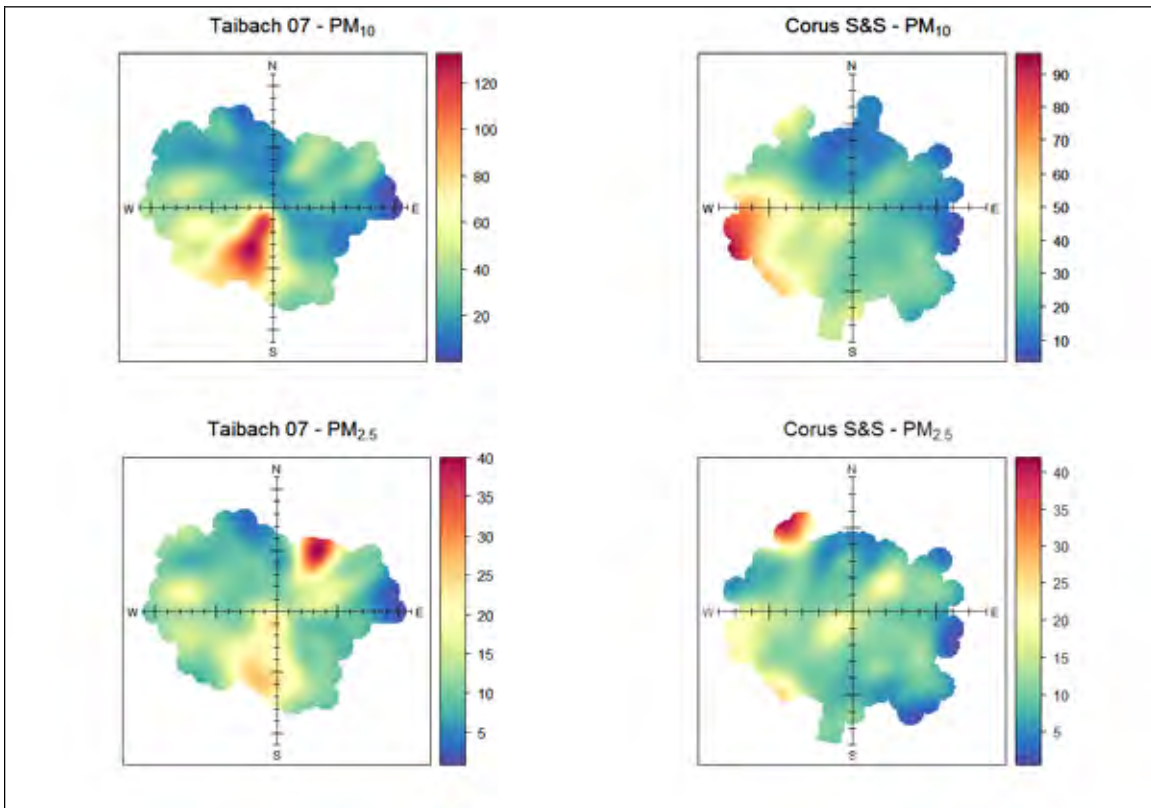 Taibach 07 - PM₁₀
Corus S&S - PM₁₀
N
W
E
S
120
100
80
60
40
20
N
W
E
S
90
80
70
60
50
40
30
20
10
Taibach 07 - PM₂.₅
Corus S&S - PM₂.₅
N
W
E
S
40
35
30
25
20
15
10
5
N
W
E
S
40
35
30
25
20
15
10
5